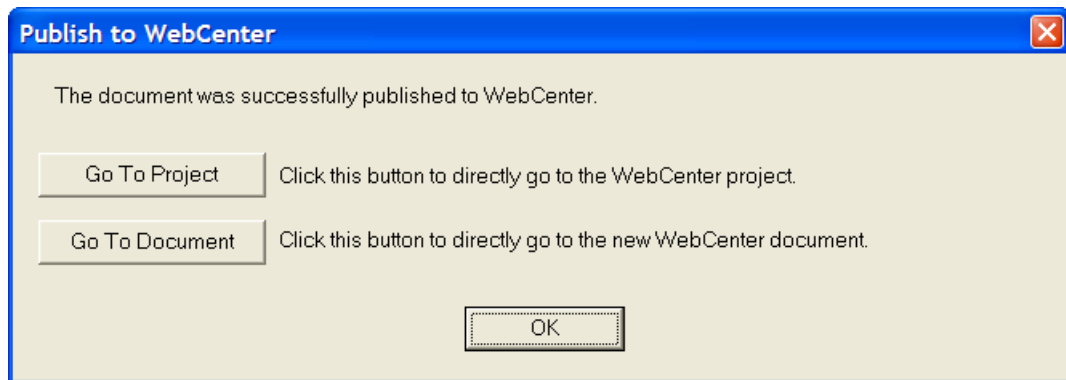 Publish to WebCenter
The document was successfully published to WebCenter.
Go To Project Click this button to directly go to the WebCenter project.
Go To Document Click this button to directly go to the new WebCenter document.
OK